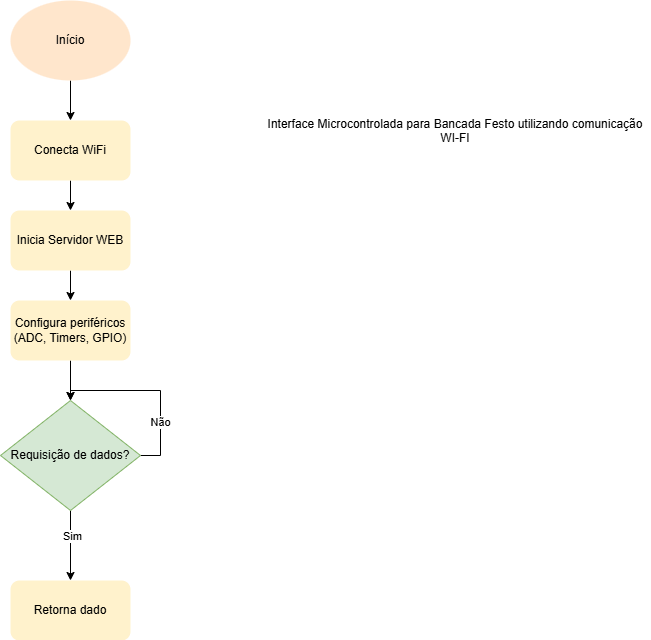 Início
Interface Microcontrolada para Bancada Festo utilizando comunicação
WI-FI
Conecta WiFi
Inicia Servidor WEB
Configura periféricos
(ADC, Timers, GPIO)
Não
Requisição de dados?
Sim
Retorna dado